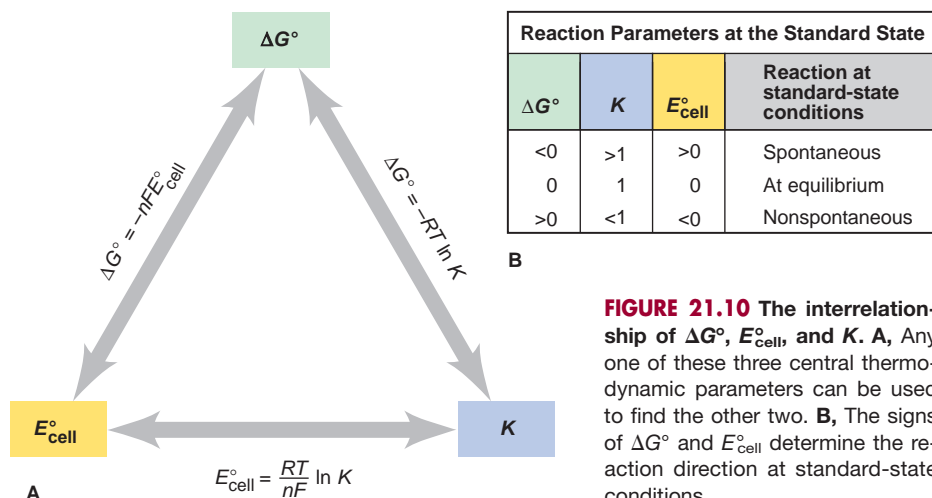 ΔG°
ΔG° = –nFE°cell
ΔG° = –RT ln K
E°cell
K
E°cell = RT/nF ln K
A
Reaction Parameters at the Standard State
ΔG° K E°cell Reaction at
standard-state
conditions
<0 >1 >0 Spontaneous
0 1 0 At equilibrium
>0 <1 <0 Nonspontaneous
B
FIGURE 21.10 The interrelation-
ship of ΔG°, E°cell, and K. A, Any
one of these three central thermo-
dynamic parameters can be used
to find the other two. B, The signs
of ΔG° and E°cell determine the re-
action direction at standard-state
conditions